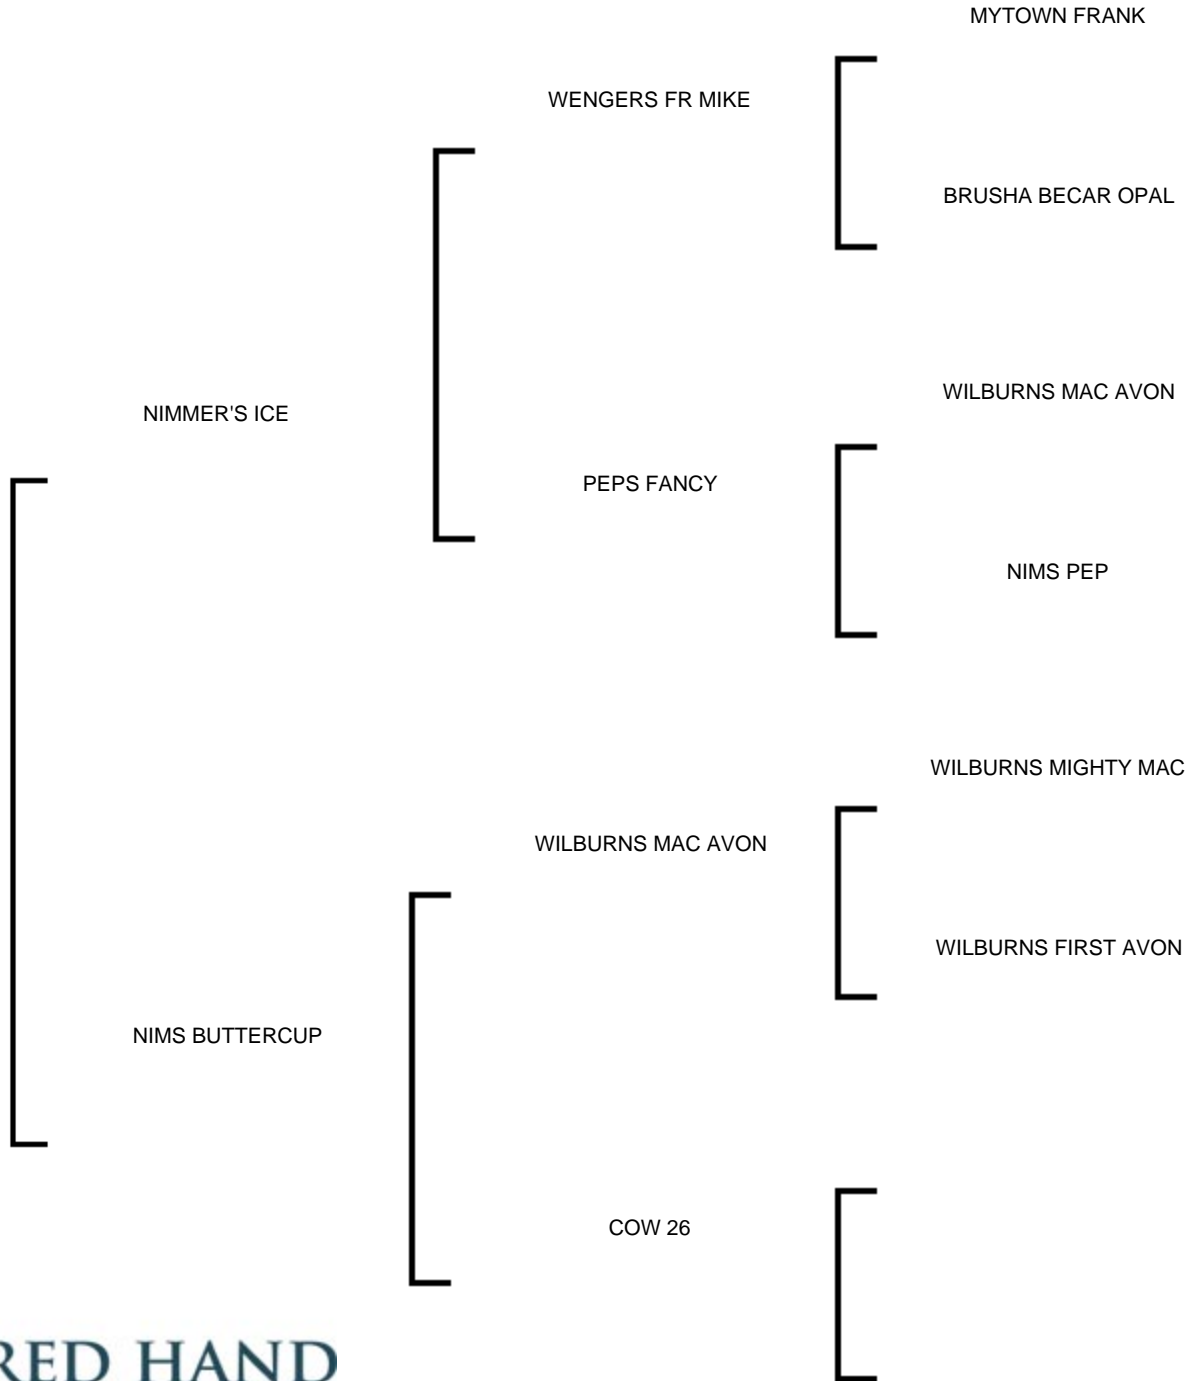 MYTOWN FRANK
WENGERS FR MIKE
BRUSHA BECAR OPAL
WILBURNS MAC AVON
NIMMER'S ICE
PEPS FANCY
NIMS PEP
WILBURNS MIGHTY MAC
WILBURNS MAC AVON
WILBURNS FIRST AVON
NIMS BUTTERCUP
COW 26
RED HAND